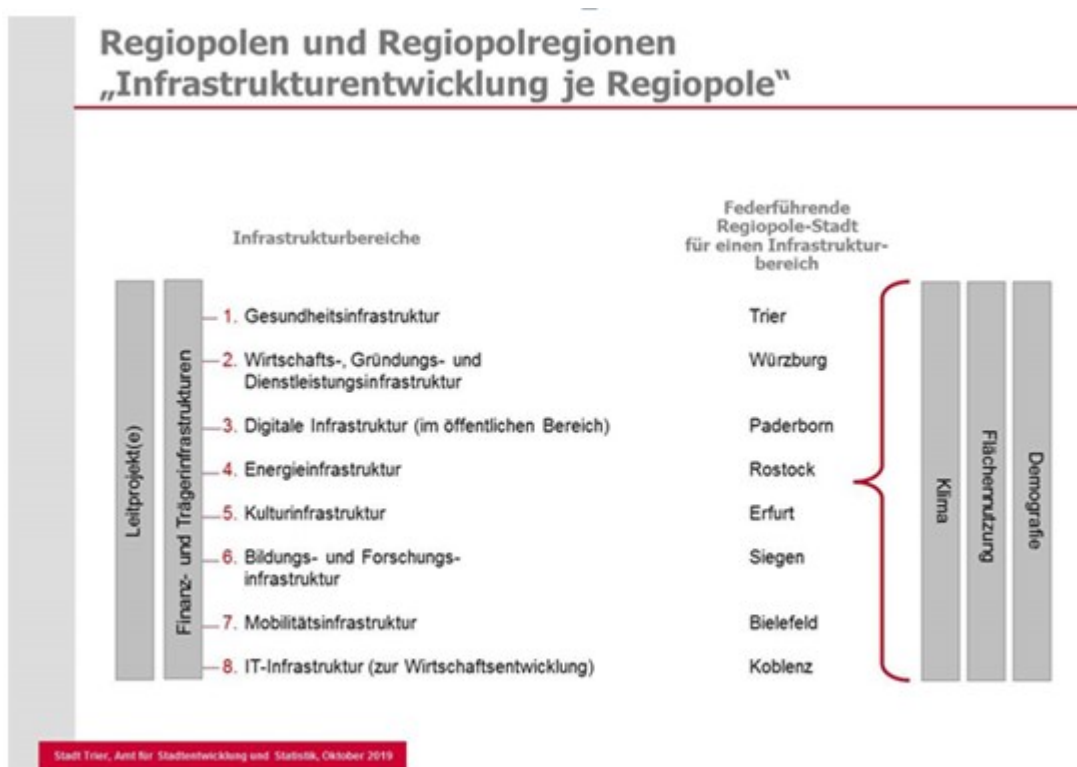 Regiopolen und Regiopolregionen
„Infrastrukturentwicklung je Regiopole“
Infrastrukturbereiche
Federführende
Regiopole-Stadt
für einen Infrastruktur-
bereich
Leitprojekt(e)
Finanz- und Trägerinfrastrukturen
1. Gesundheitsinfrastruktur Trier
2. Wirtschafts-, Gründungs- und Würzburg
Dienstleistungsinfrastruktur
3. Digitale Infrastruktur (im öffentlichen Bereich) Paderborn
4. Energieinfrastruktur Rostock
5. Kulturinfrastruktur Erfurt
6. Bildungs- und Forschungs- Siegen
infrastruktur
7. Mobilitätsinfrastruktur Bielefeld
8. IT-Infrastruktur (zur Wirtschaftsentwicklung) Koblenz
Klima
Flächennutzung
Demografie
Stadt Trier, Amt für Stadtentwicklung und Statistik, Oktober 2019